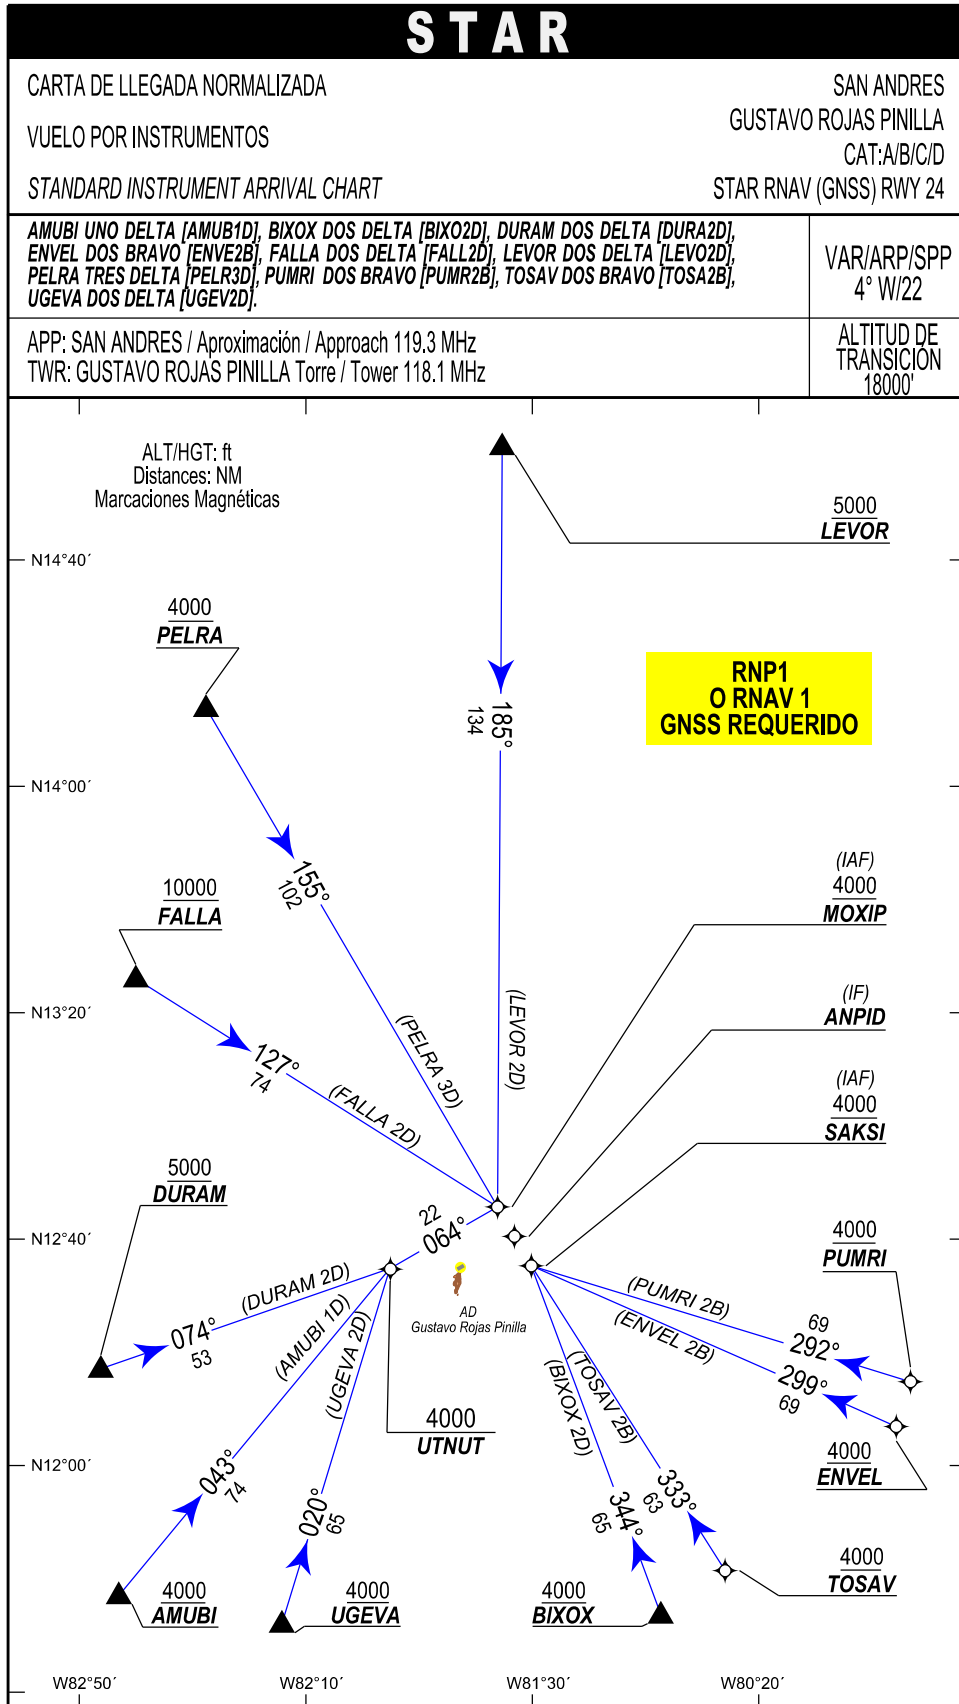 STAR
CARTA DE LLEGADA NORMALIZADA
VUELO POR INSTRUMENTOS
STANDARD INSTRUMENT ARRIVAL CHART
SAN ANDRES
GUSTAVO ROJAS PINILLA
CAT:A/B/C/D
STAR RNAV (GNSS) RWY 24
AMUBI UNO DELTA [AMUB1D], BIXOX DOS DELTA [BIXO2D], DURAM DOS DELTA [DURA2D],
ENVEL DOS BRAVO [ENVE2B], FALLA DOS DELTA [FALL2D], LEVOR DOS DELTA [LEVO2D],
PELRA TRES DELTA [PELR3D], PUMRI DOS BRAVO [PUMR2B], TOSAV DOS BRAVO [TOSA2B],
UGEVA DOS DELTA [UGEV2D].
VAR/ARP/SPP
4° W/22
APP: SAN ANDRES / Aproximación / Approach 119.3 MHz
TWR: GUSTAVO ROJAS PINILLA Torre / Tower 118.1 MHz
ALTITUD DE
TRANSICIÓN
18000'
ALT/HGT: ft
Distances: NM
Marcaciones Magnéticas
5000
LEVOR
N14°40´
4000
PELRA
RNP1
O RNAV 1
GNSS REQUERIDO
185°
134
N14°00´
155°
102
(IAF)
4000
MOXIP
10000
FALLA
(IF)
ANPID
N13°20´
(LEVOR 2D)
(PELRA 3D)
127°
74
(FALLA 2D)
(IAF)
4000
SAKSI
5000
DURAM
22
064°
N12°40´
4000
PUMRI
(DURAM 2D)
AD
Gustavo Rojas Pinilla
(PUMRI 2B)
69
292°
(ENVEL 2B)
299°
69
074°
53
(AMUBI 1D)
(UGEVA 2D)
(TOSAV 2B)
(BIXOX 2D)
4000
UTNUT
4000
ENVEL
N12°00´
043°
74
020°
65
333°
63
344°
65
4000
TOSAV
4000
AMUBI
4000
UGEVA
4000
BIXOX
W82°50´
W82°10´
W81°30´
W80°20´